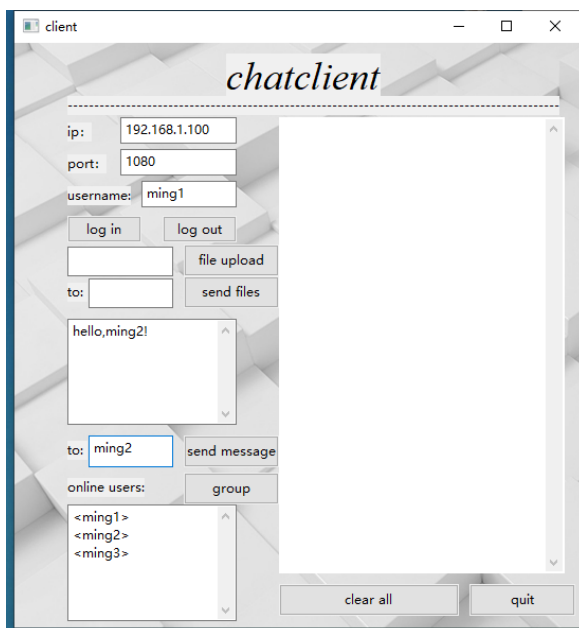 client
chatclient
--------------------------------------------------------------------------------
ip: 192.168.1.100
port: 1080
username: ming1
log in log out
file upload
to: send files
hello,ming2!
to: ming2 send message
online users: group
<ming1>
<ming2>
<ming3>
clear all quit